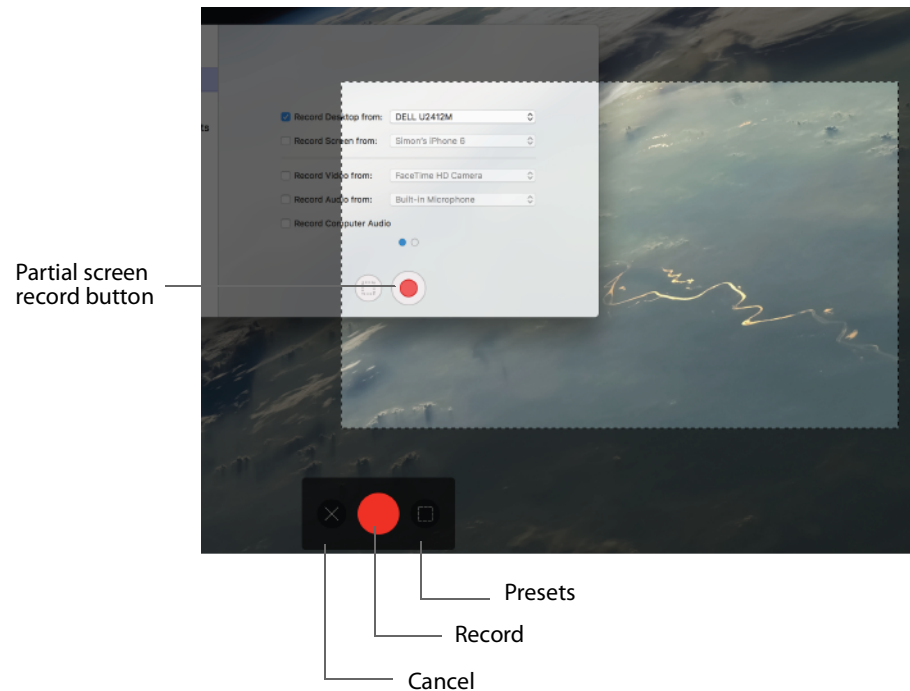 ts
Record Desktop from: DELL U2412M
Record Screen from: Simon's iPhone 6
Record Video from: FaceTime HD Camera
Record Audio from: Built-in Microphone
Record Computer Audio
Partial screen
record button
Presets
Record
Cancel